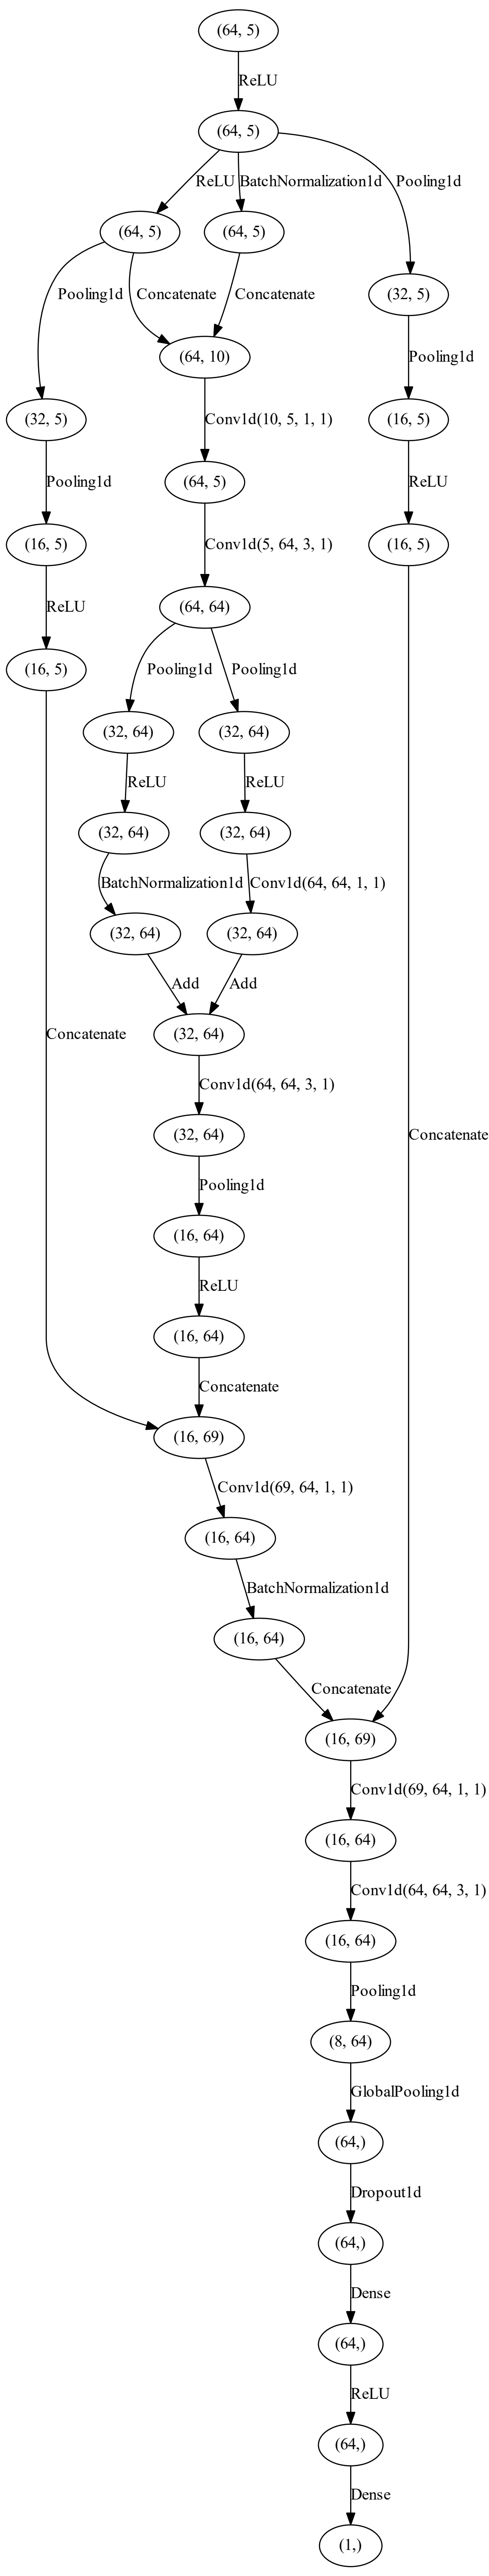 (64, 5)
ReLU
(64, 5)
ReLU BatchNormalization1d Pooling1d
(64, 5) (64, 5)
Pooling1d Concatenate Concatenate (32, 5)
(64, 10) Pooling1d
(32, 5) Conv1d(10, 5, 1, 1) (16, 5)
Pooling1d (64, 5) ReLU
(16, 5) Conv1d(5, 64, 3, 1) (16, 5)
ReLU (64, 64)
(16, 5) Pooling1d Pooling1d
(32, 64) (32, 64)
ReLU ReLU
(32, 64) (32, 64)
BatchNormalization1d Conv1d(64, 64, 1, 1)
(32, 64) (32, 64)
Add Add
Concatenate (32, 64)
Conv1d(64, 64, 3, 1)
(32, 64) Concatenate
Pooling1d
(16, 64)
ReLU
(16, 64)
Concatenate
(16, 69)
Conv1d(69, 64, 1, 1)
(16, 64)
BatchNormalization1d
(16, 64)
Concatenate
(16, 69)
Conv1d(69, 64, 1, 1)
(16, 64)
Conv1d(64, 64, 3, 1)
(16, 64)
Pooling1d
(8, 64)
GlobalPooling1d
(64,)
Dropout1d
(64,)
Dense
(64,)
ReLU
(64,)
Dense
(1,)